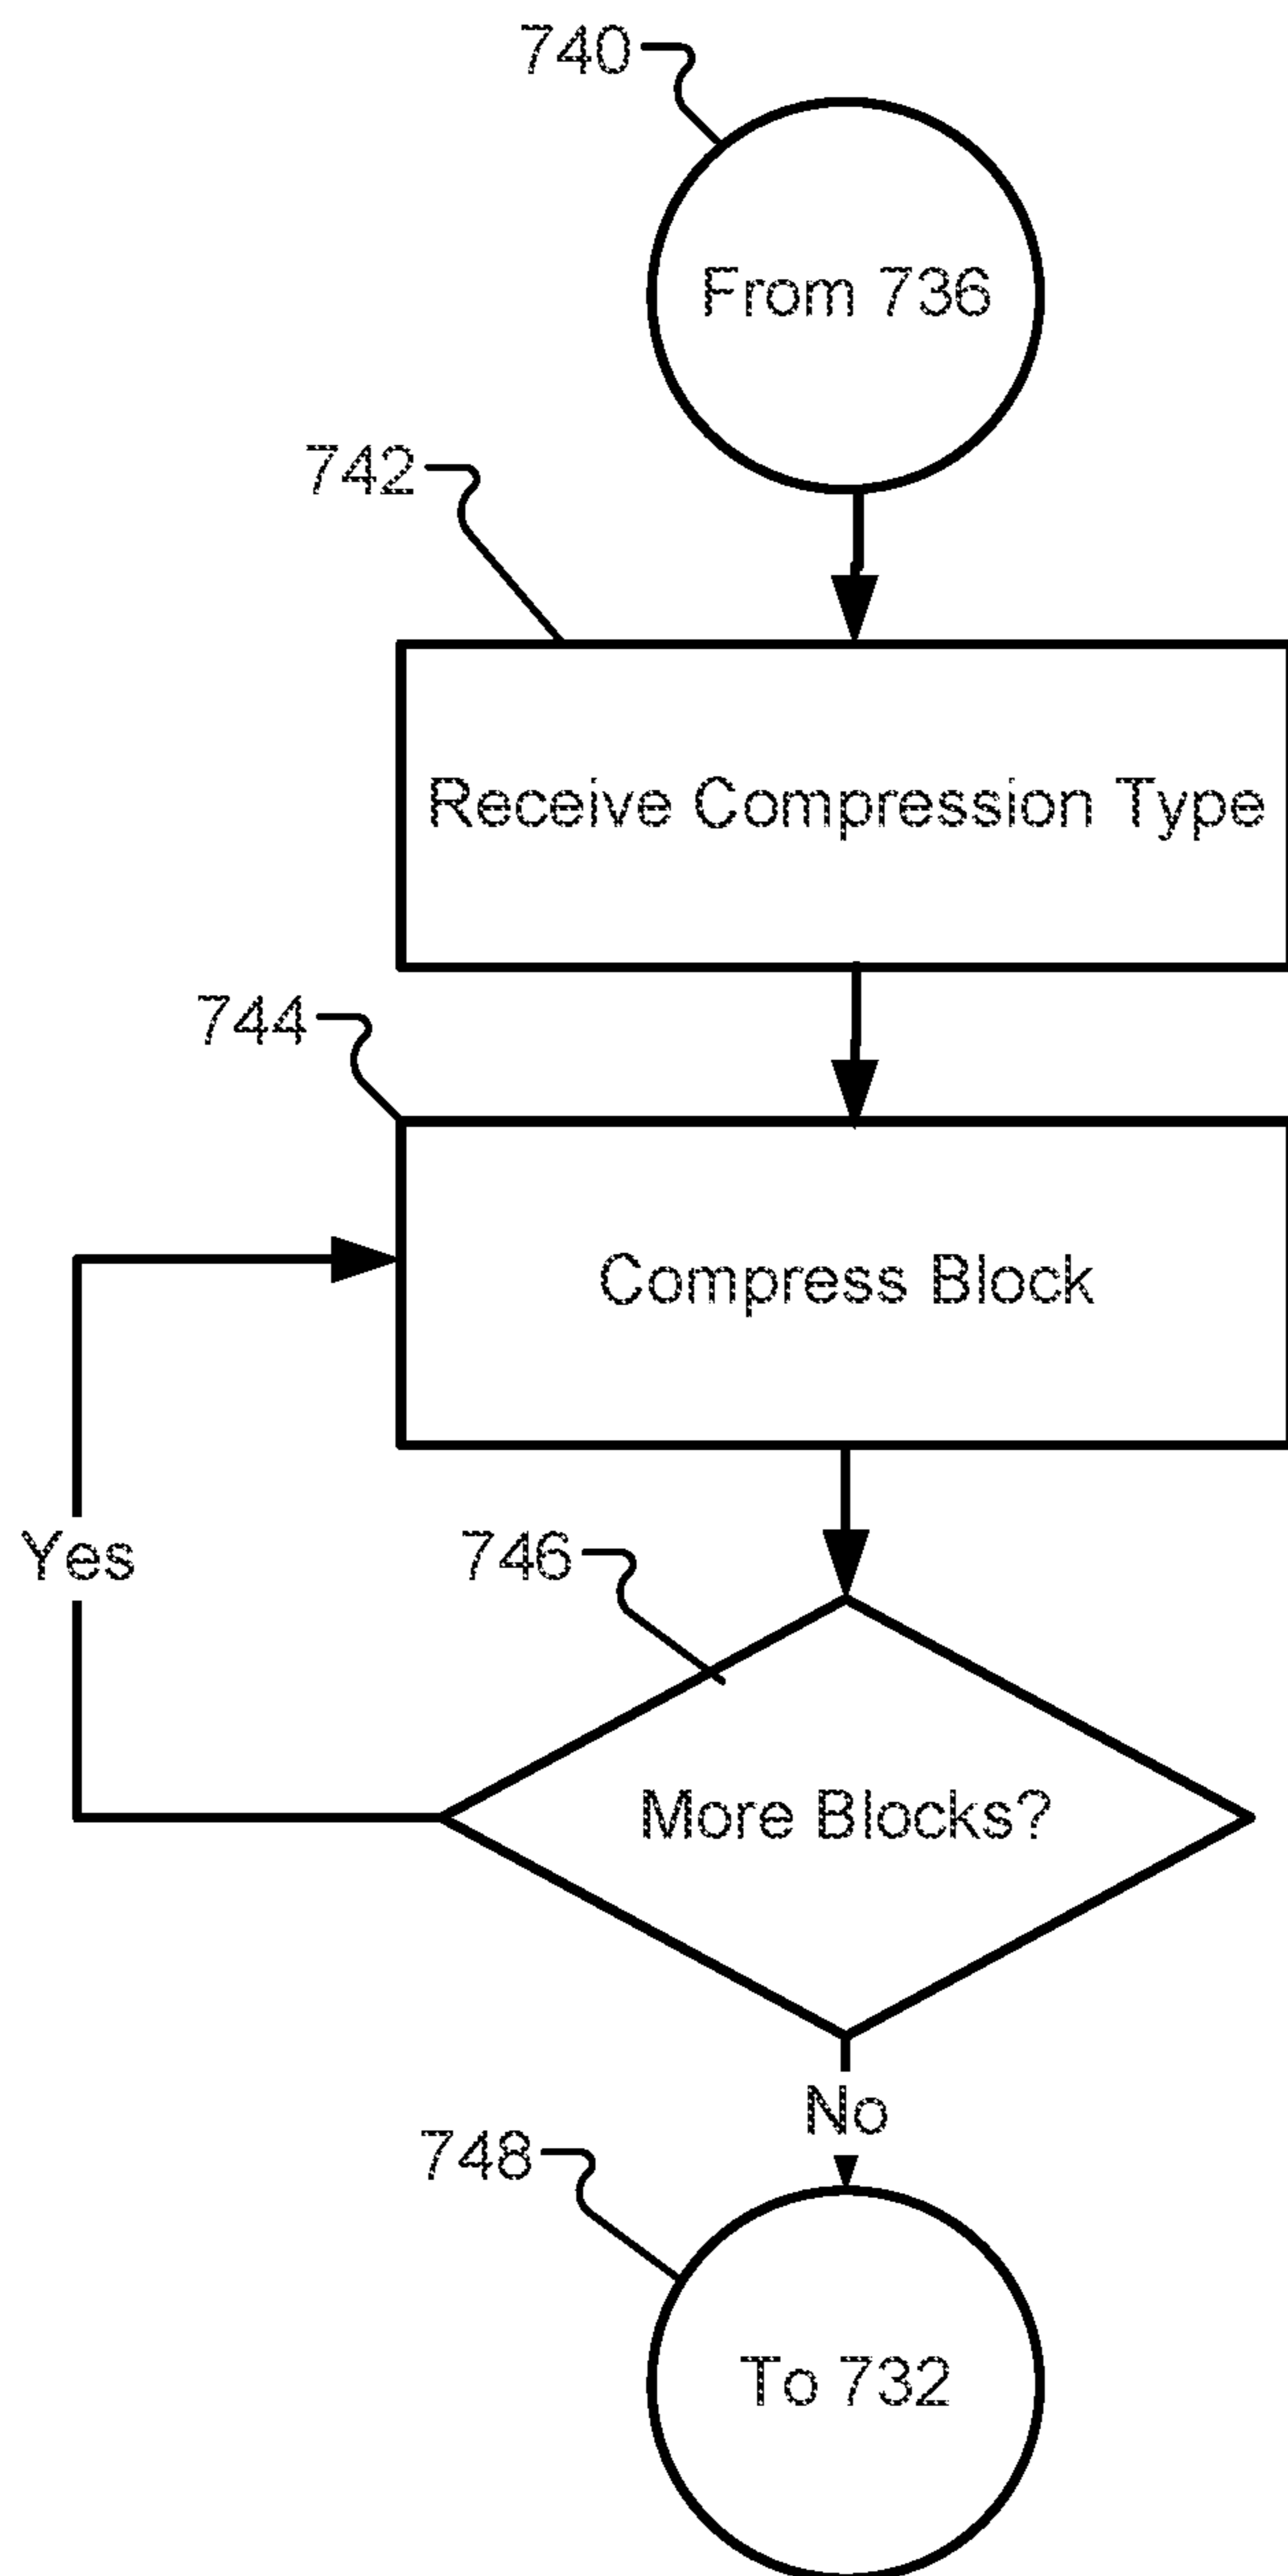 740
From 736
742
Receive Compression Type
744
Compress Block
Yes
746
More Blocks?
No
748
To 732